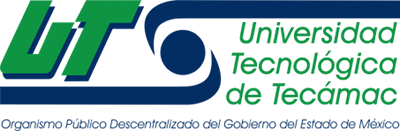 UT
Universidad
Tecnológica
de Tecámac
Organismo Público Descentralizado del Gobierno del Estado de México